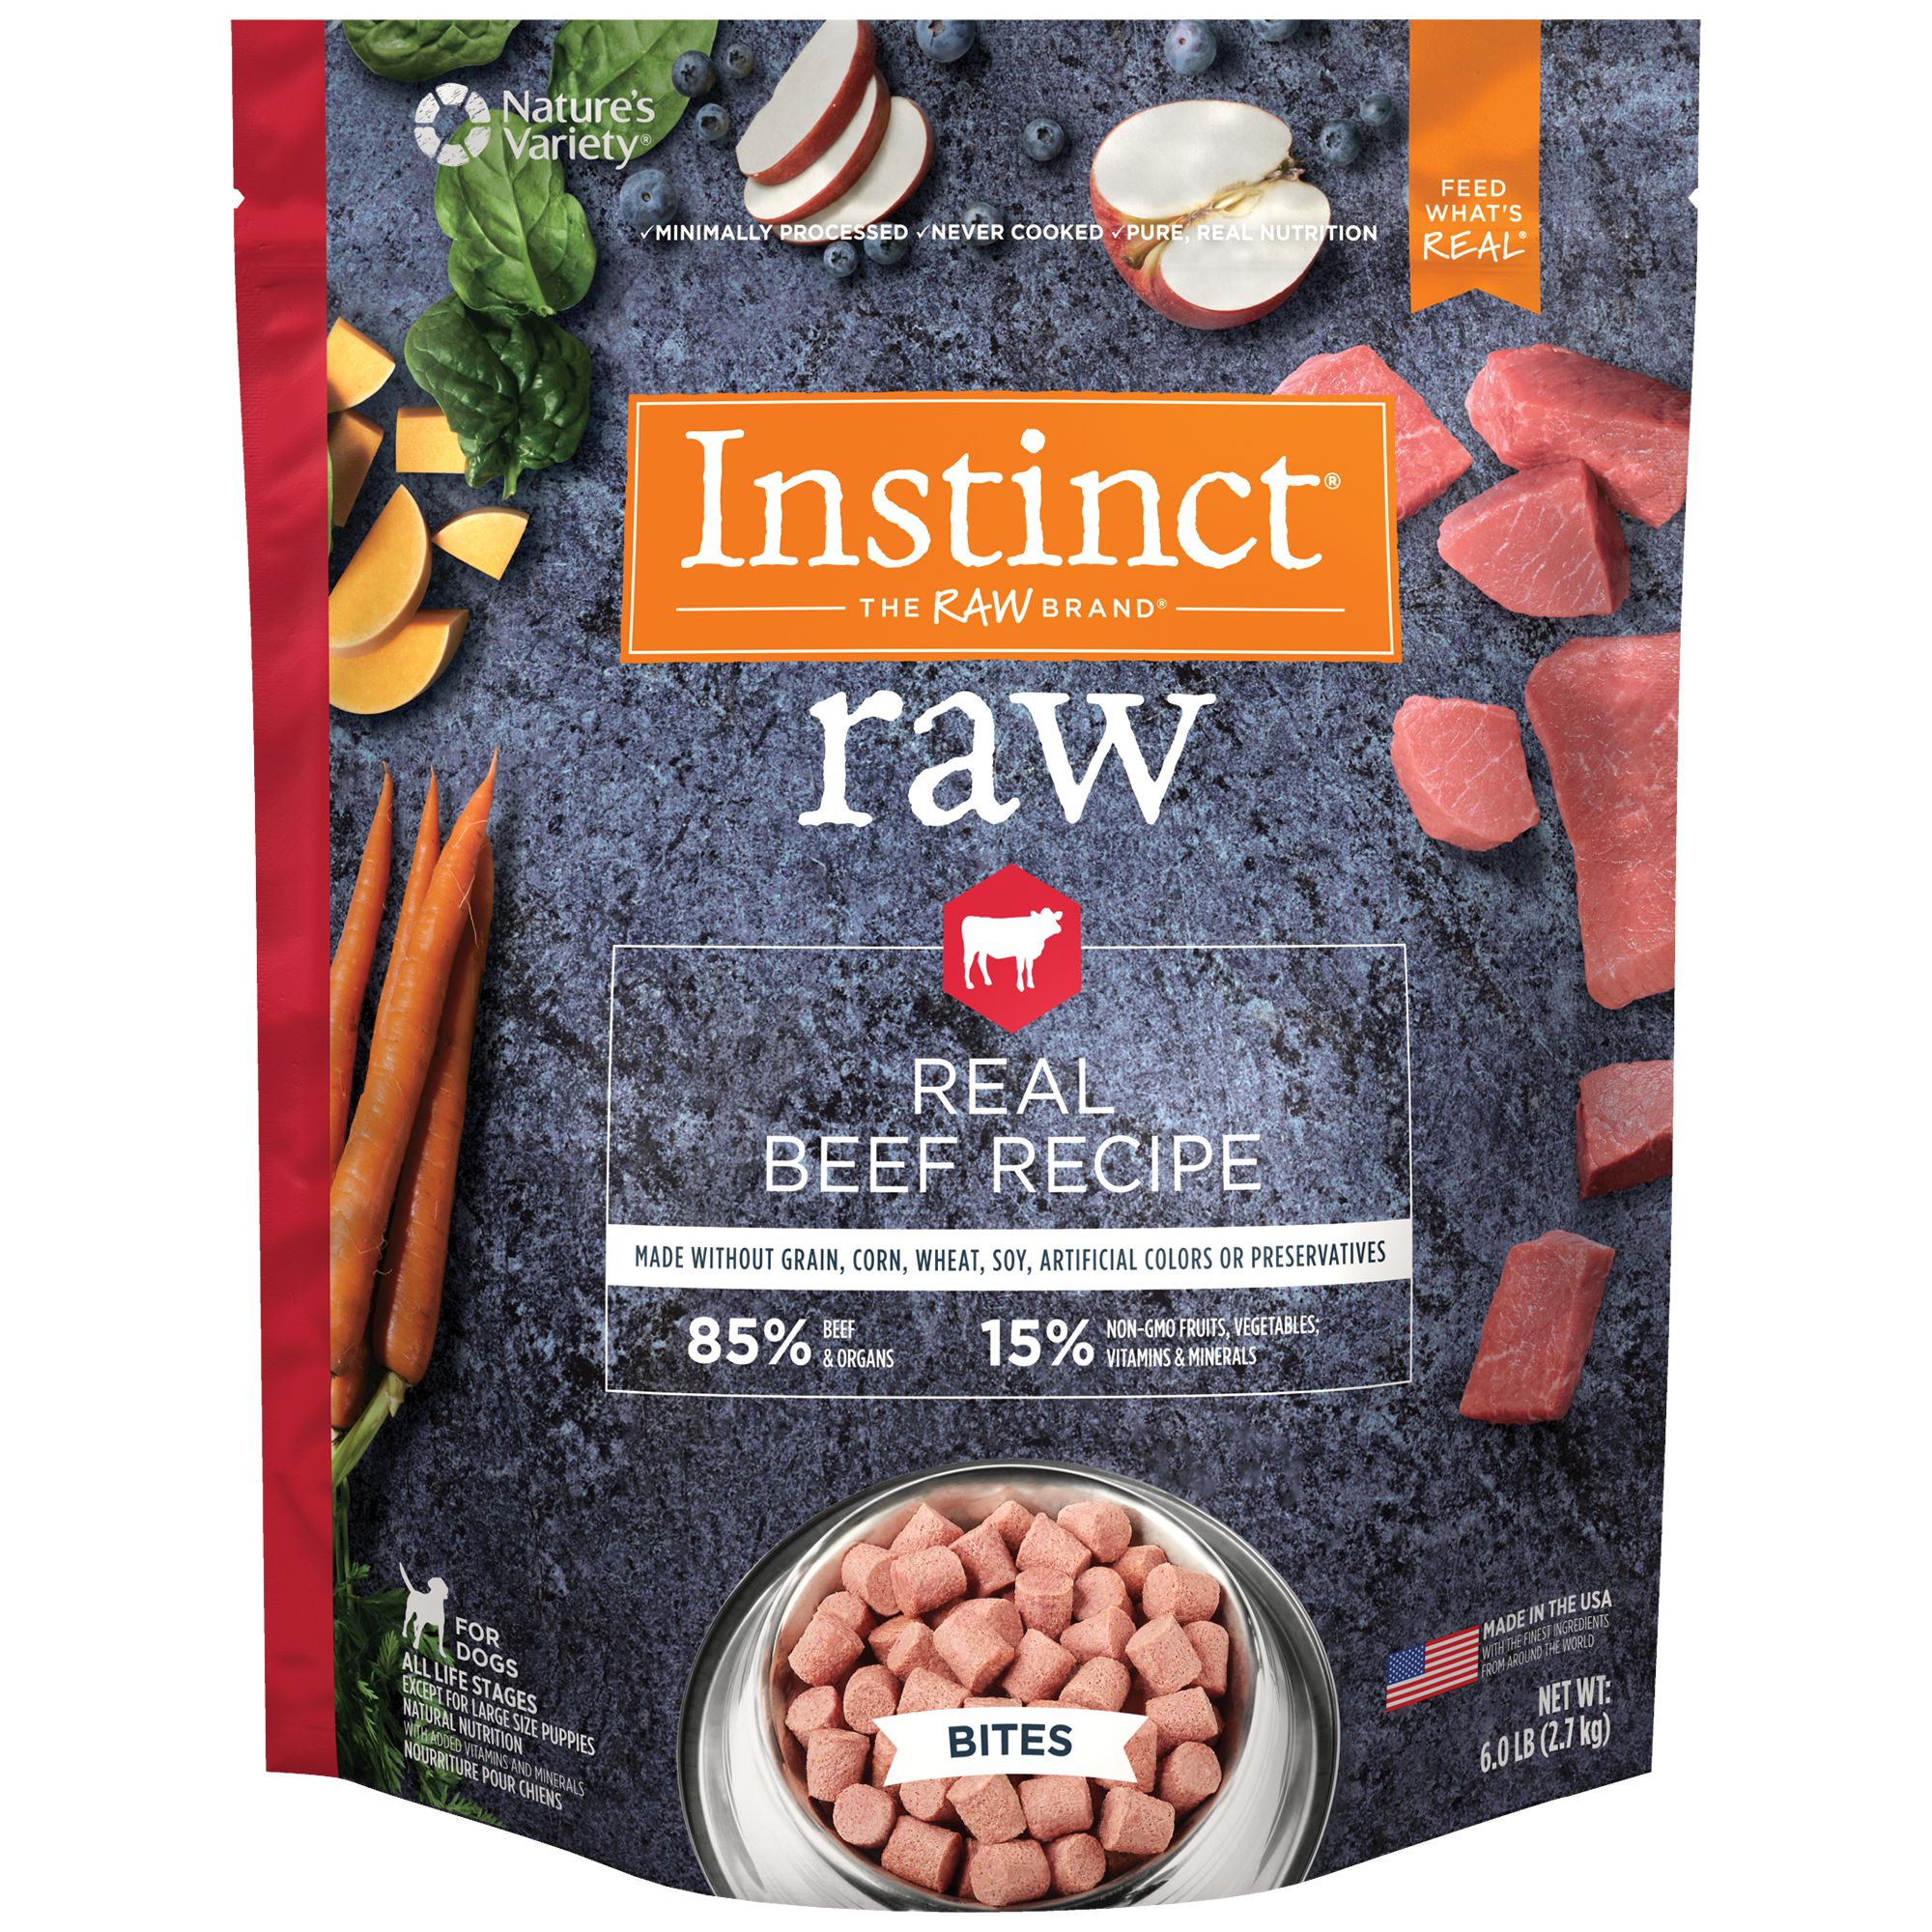 Nature's
Variety®
✓MINIMALLY PROCESSED ✓NEVER COOKED ✓PURE, REAL NUTRITION
FEED
WHAT'S
REAL®
Instinct®
THE RAW BRAND®
raw
REAL
BEEF RECIPE
MADE WITHOUT GRAIN, CORN, WHEAT, SOY, ARTIFICIAL COLORS OR PRESERVATIVES
85% BEEF
& ORGANS
15% NON-GMO FRUITS, VEGETABLES;
VITAMINS & MINERALS
BITES
FOR
DOGS
ALL LIFE STAGES
EXCEPT FOR LARGE SIZE PUPPIES
NATURAL NUTRITION
WITH ADDED VITAMINS AND MINERALS
NOURRITURE POUR CHIENS
MADE IN THE USA
WITH THE FINEST INGREDIENTS
FROM AROUND THE WORLD
NET WT:
6.0 LB (2.7 kg)